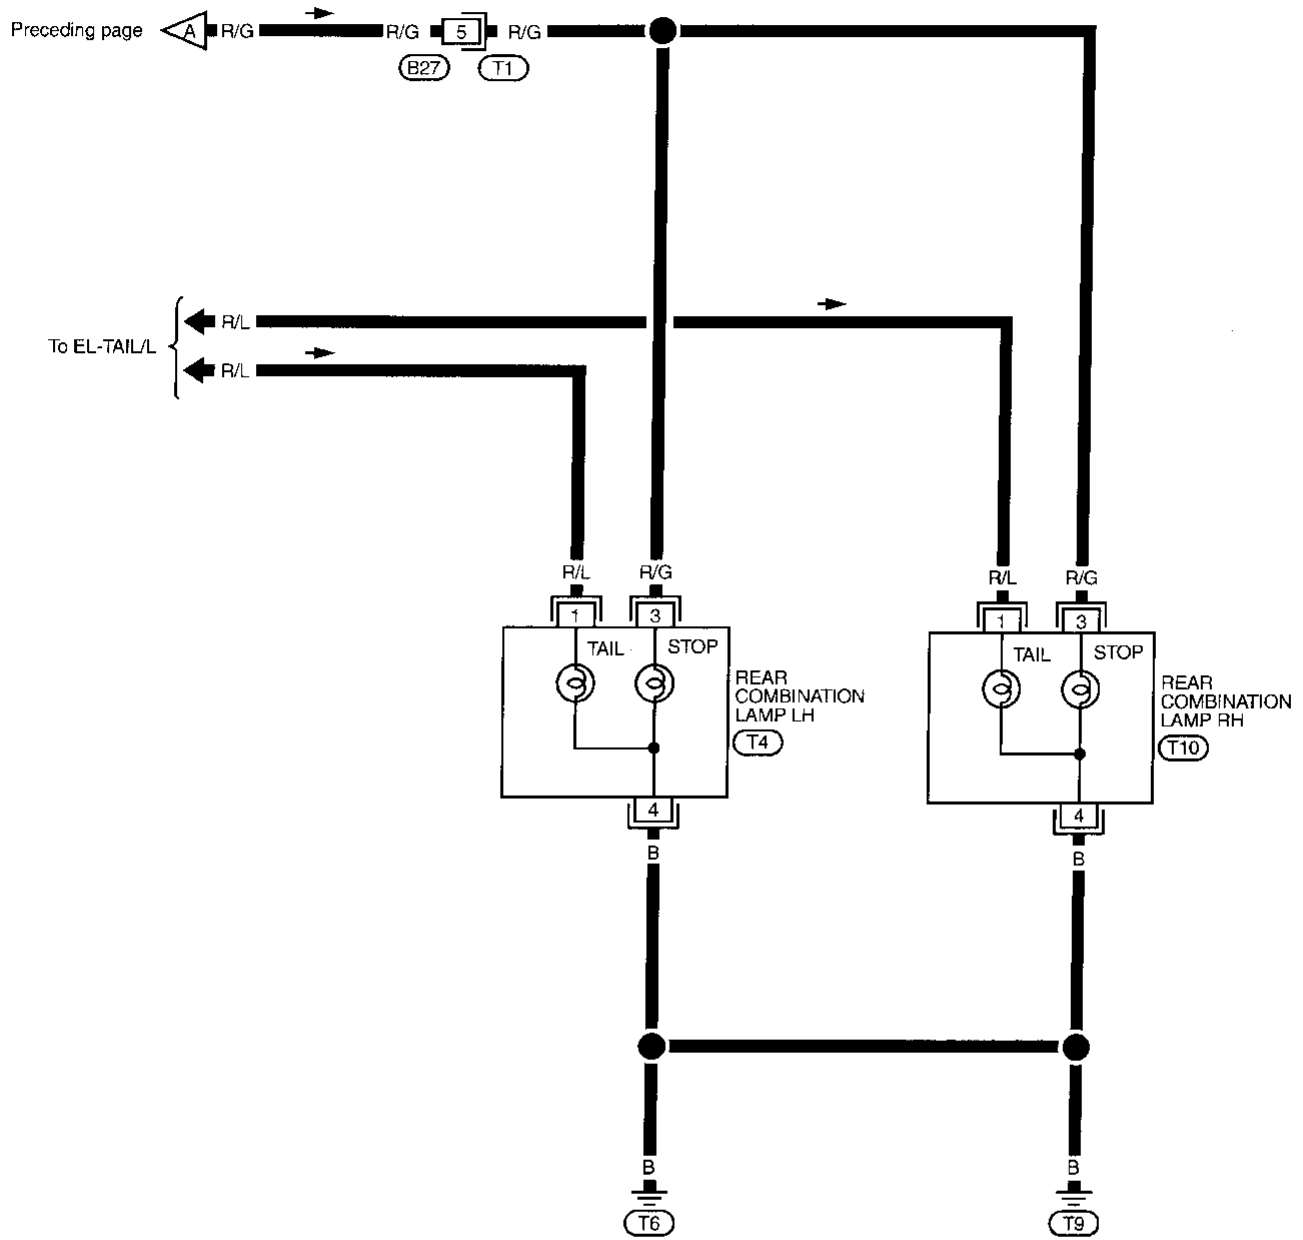 Preceding page A R/G R/G 5 R/G
B27 T1
R/L
To EL-TAIL/L
R/L
R/L R/G
1 3
TAIL STOP
REAR
COMBINATION
LAMP LH
T4
4
B
R/L R/G
1 3
TAIL STOP
REAR
COMBINATION
LAMP RH
T10
4
B
B
T6
B
T9